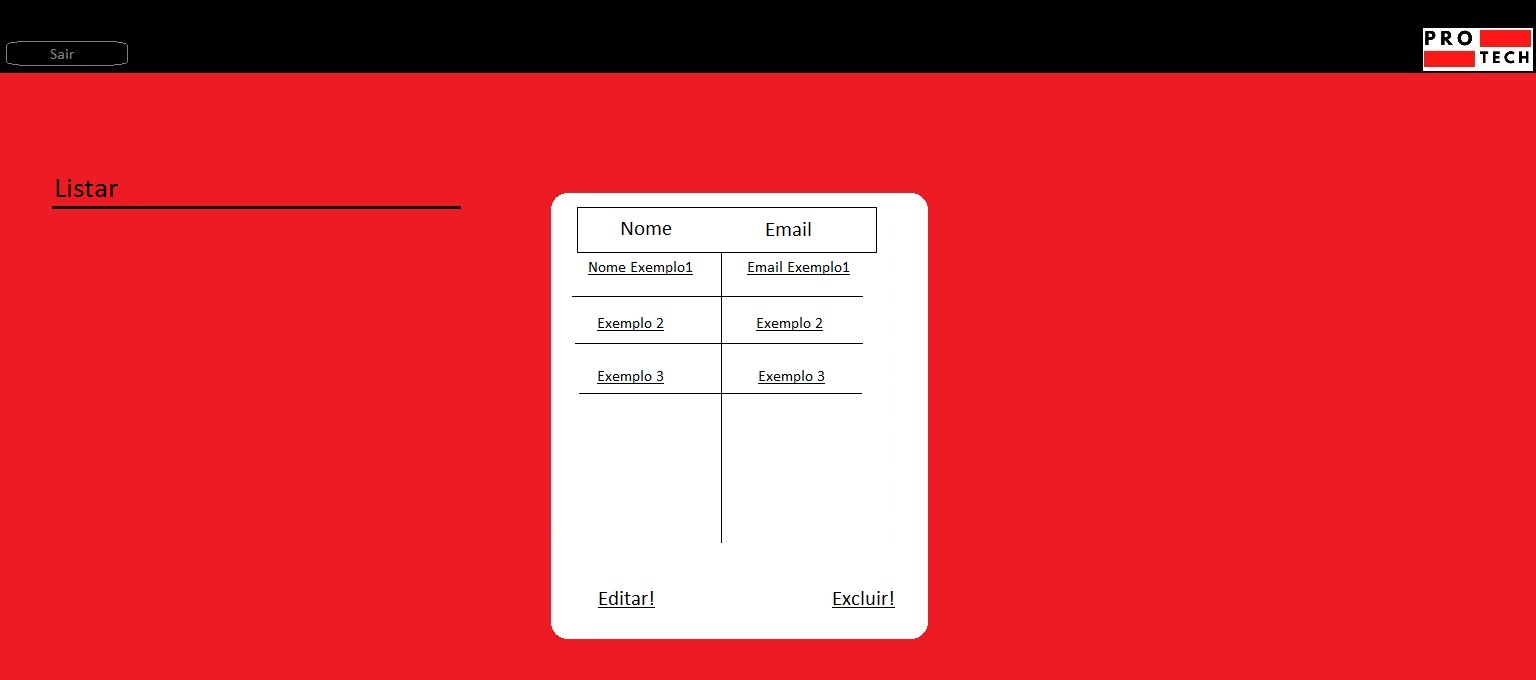 Sair
PRO
TECH
Listar
Nome Email
Nome Exemplo1 Email Exemplo1
Exemplo 2 Exemplo 2
Exemplo 3 Exemplo 3
Editar! Excluir!